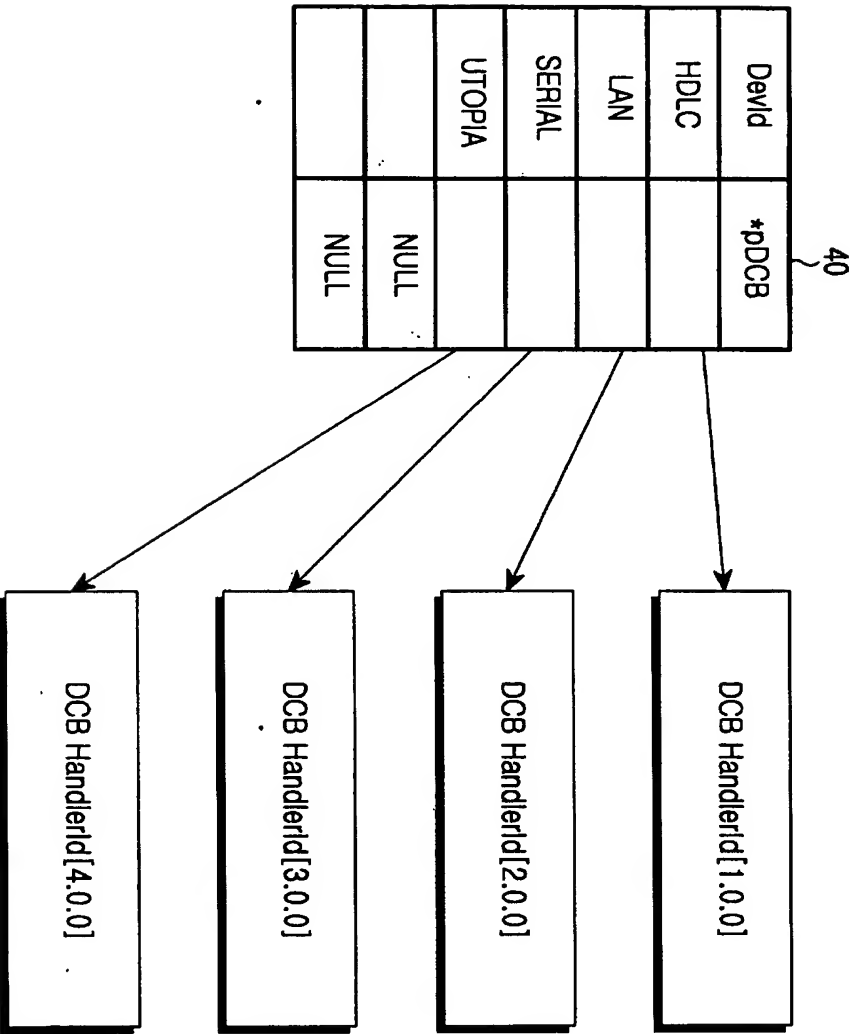 40
DevId *pDCB
HDLC
LAN
SERIAL
UTOPIA
NULL
NULL
DCB HandlerId[1.0.0]
DCB HandlerId[2.0.0]
DCB HandlerId[3.0.0]
DCB HandlerId[4.0.0]